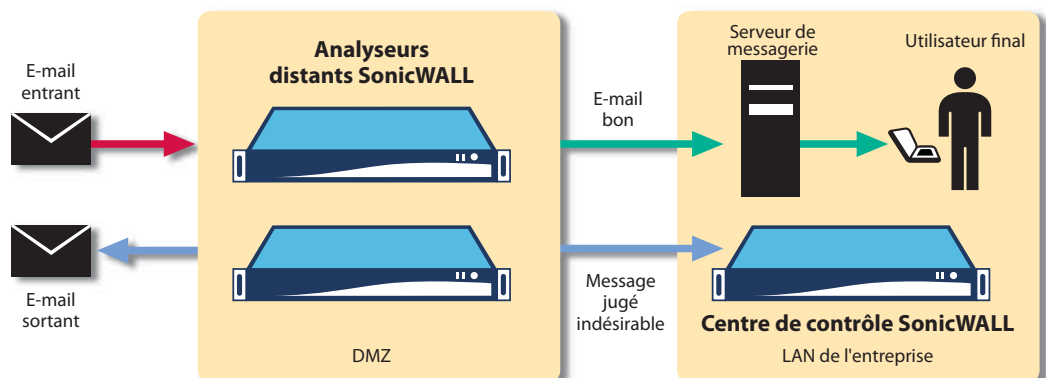 E-mail
entrant
Analyseurs
distants SonicWALL
E-mail
bon
Serveur de
messagerie
Utilisateur final
E-mail
sortant
DMZ
Message
jugé
indésirable
Centre de contrôle SonicWALL
LAN de l'entreprise